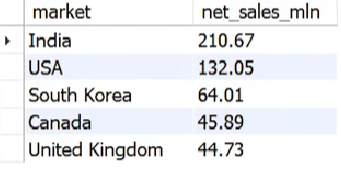 market net_sales_mln
India 210.67
USA 132.05
South Korea 64.01
Canada 45.89
United Kingdom 44.73